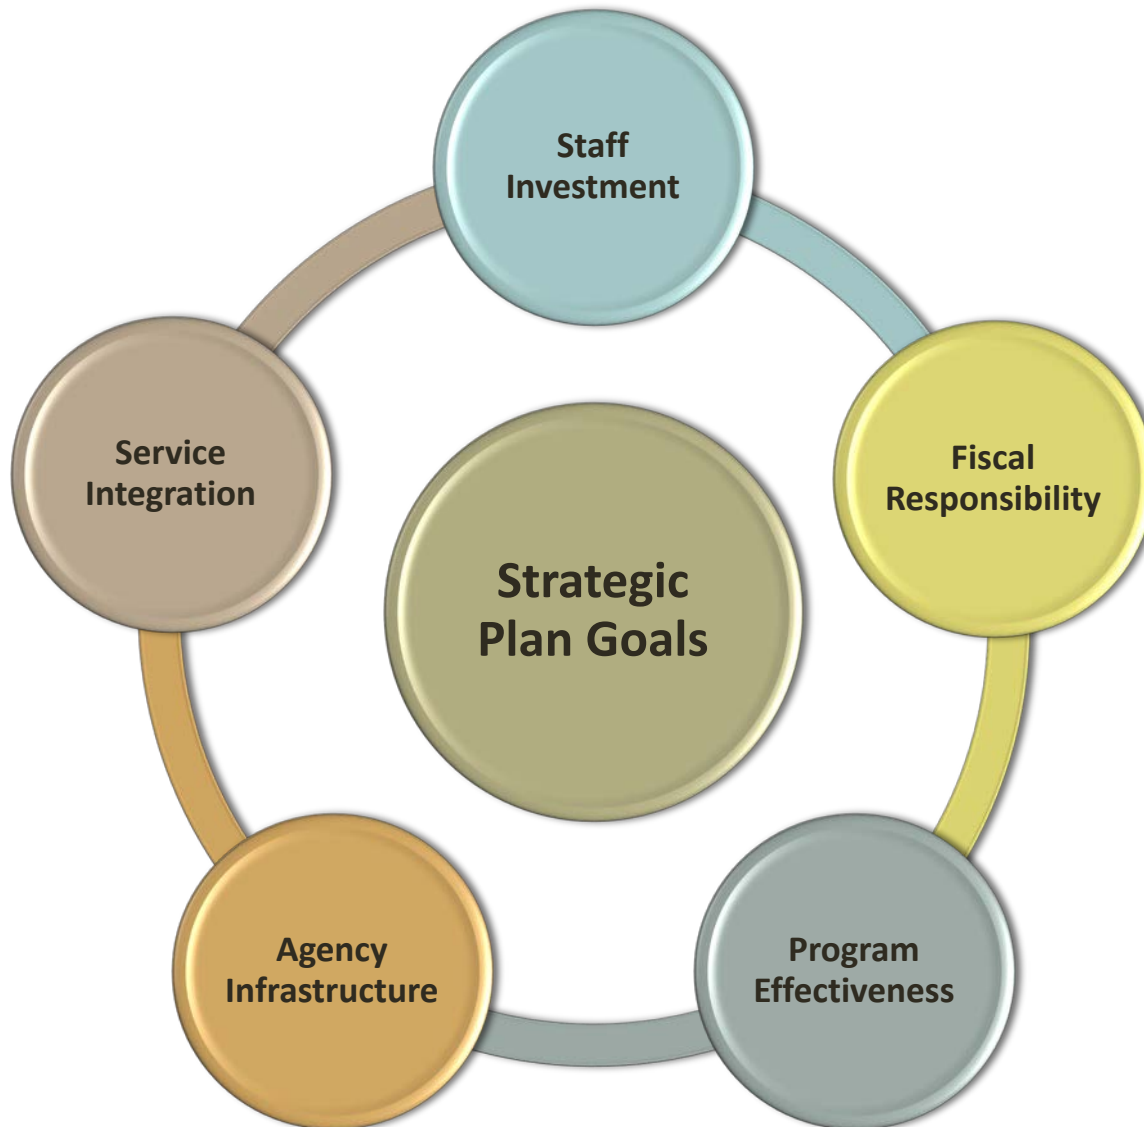 Staff
Investment
Service
Integration
Fiscal
Responsibility
Strategic
Plan Goals
Agency
Infrastructure
Program
Effectiveness